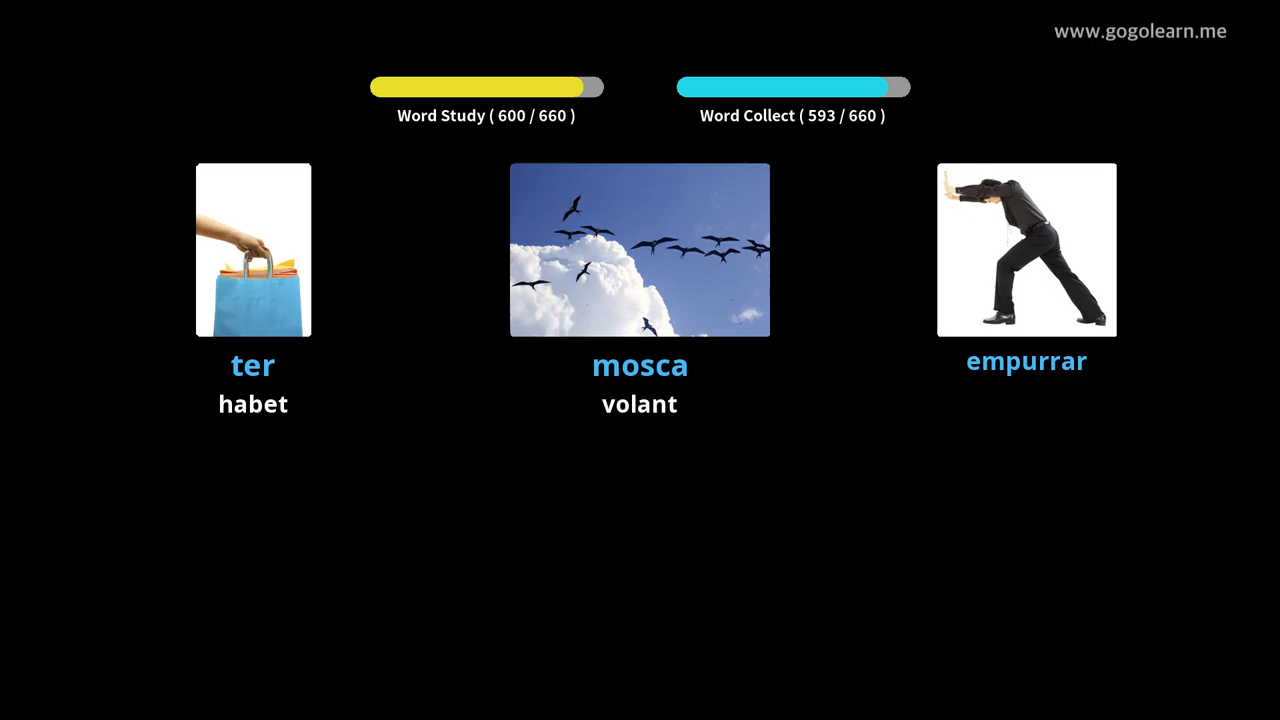 www.gogolearn.me
Word Study ( 600 / 660 )
Word Collect ( 593 / 660 )
ter
habet
mosca
volant
empurrar